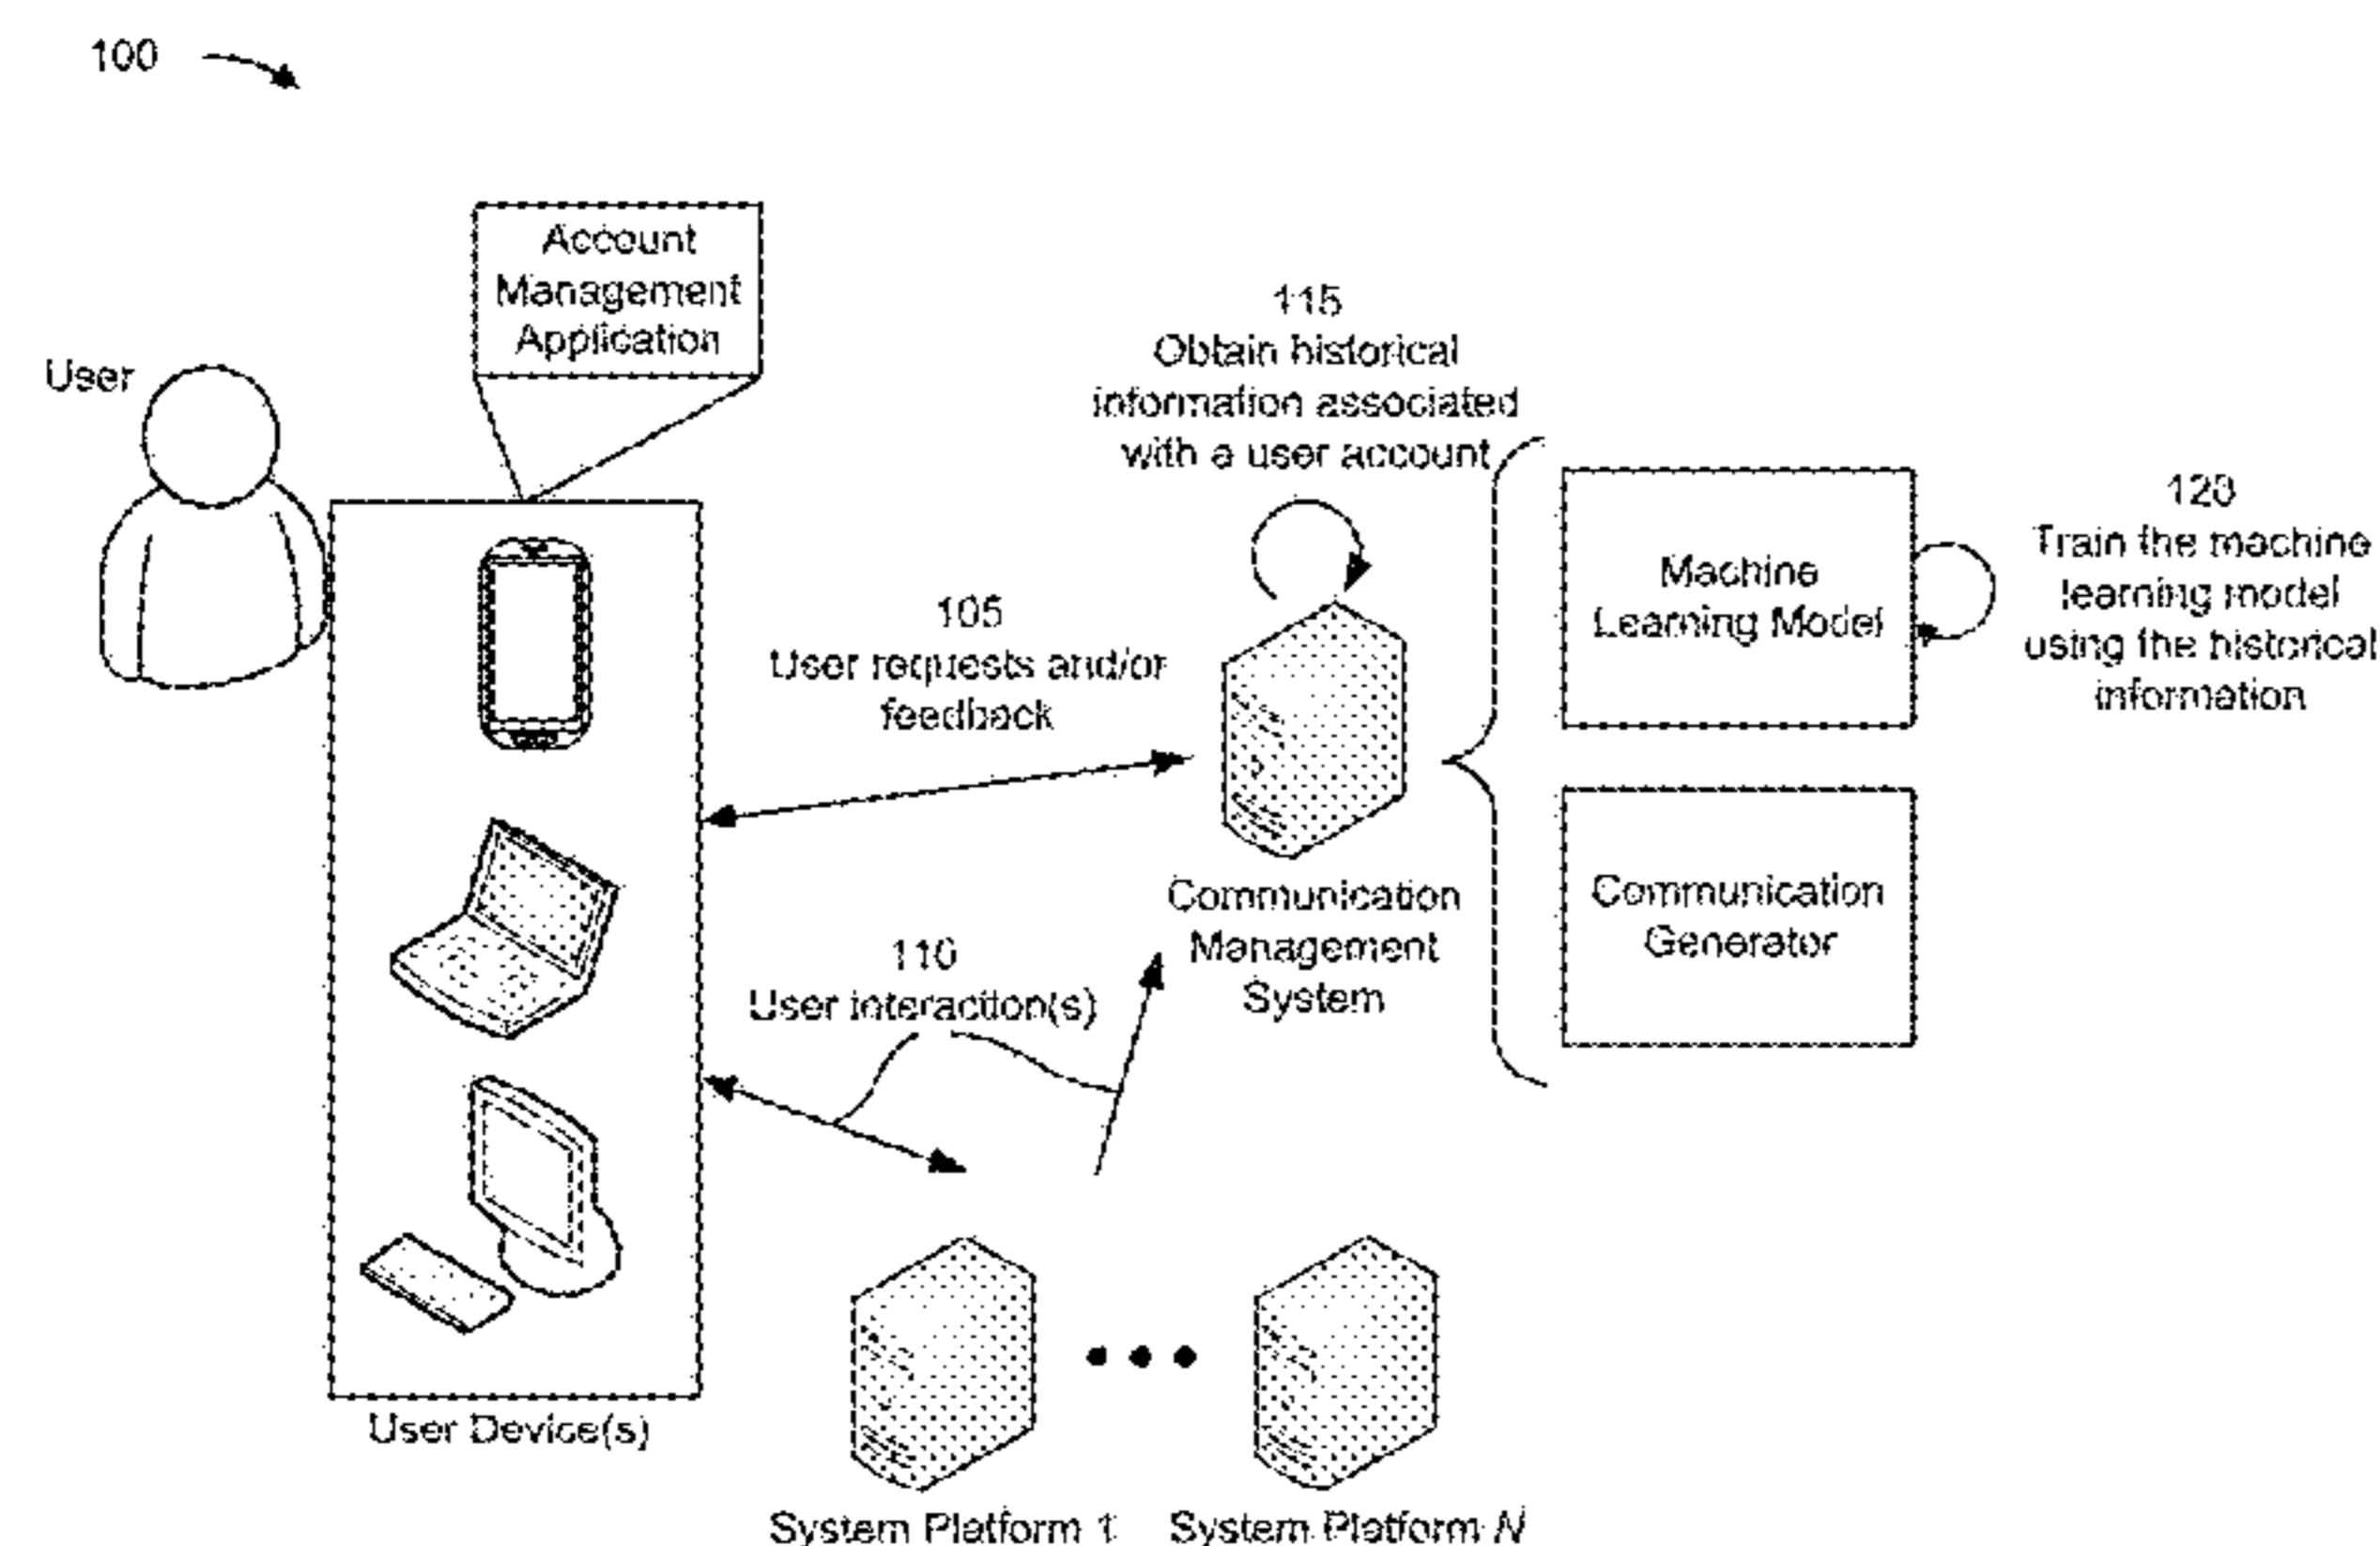 100
Account
Management
Application
User
115
Obtain historical
information associated
with a user account
120
Train the machine
learning model
using the historical
information
Machine
Learning Model
105
User requests and/or
feedback
Communication
Generator
Communication
Management
System
110
User interaction(s)
User Device(s)
System Platform 1
System Platform N